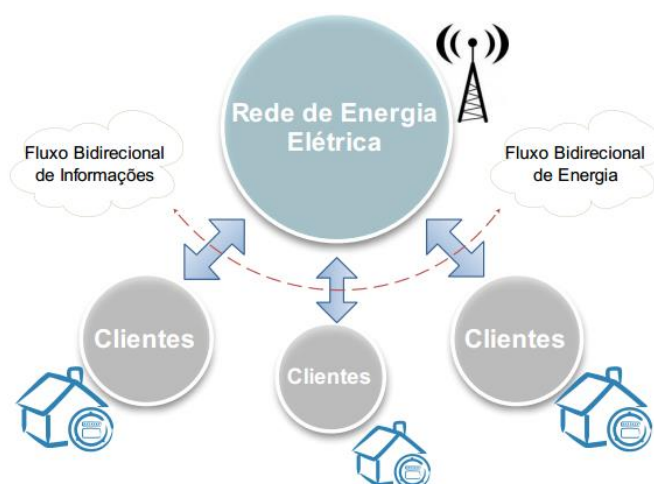 Rede de Energia
Elétrica
Fluxo Bidirecional
de Informações
Fluxo Bidirecional
de Energia
Clientes
Clientes
Clientes